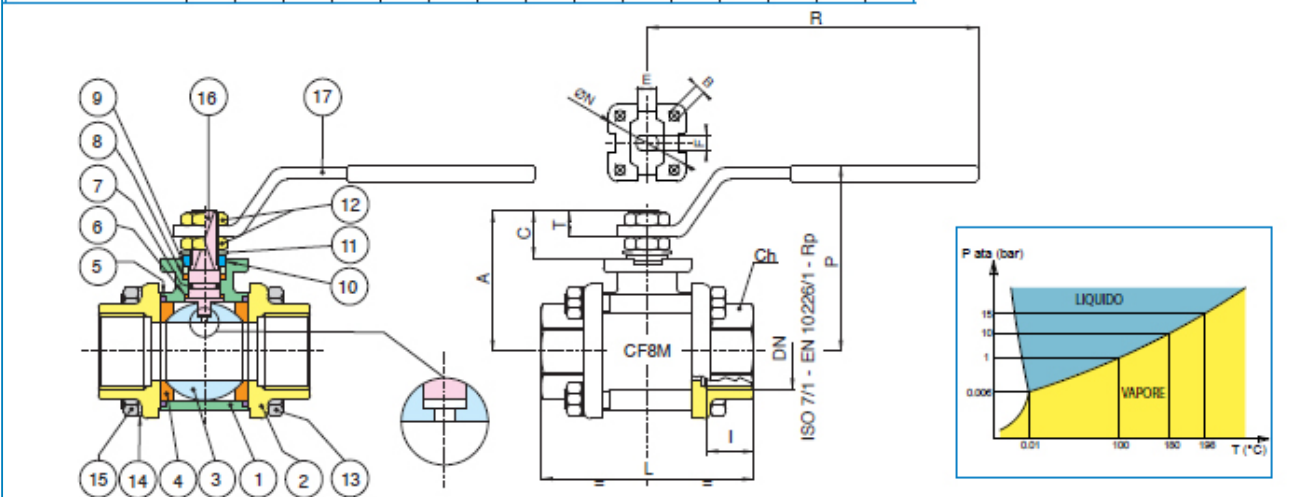 R
9
8
7
6
5
16
17
12
11
10
15
14
4
3
1
2
13
E
B
ØN
F
T
C
A
P
Ch
CF8M
DN
ISO 7/1 - EN 10226/1 - Rp
I
L
=
=
P ata (bar)
LIQUIDO
15
10
1
0.006
VAPORE
0.01
100
180
196
T (°C)